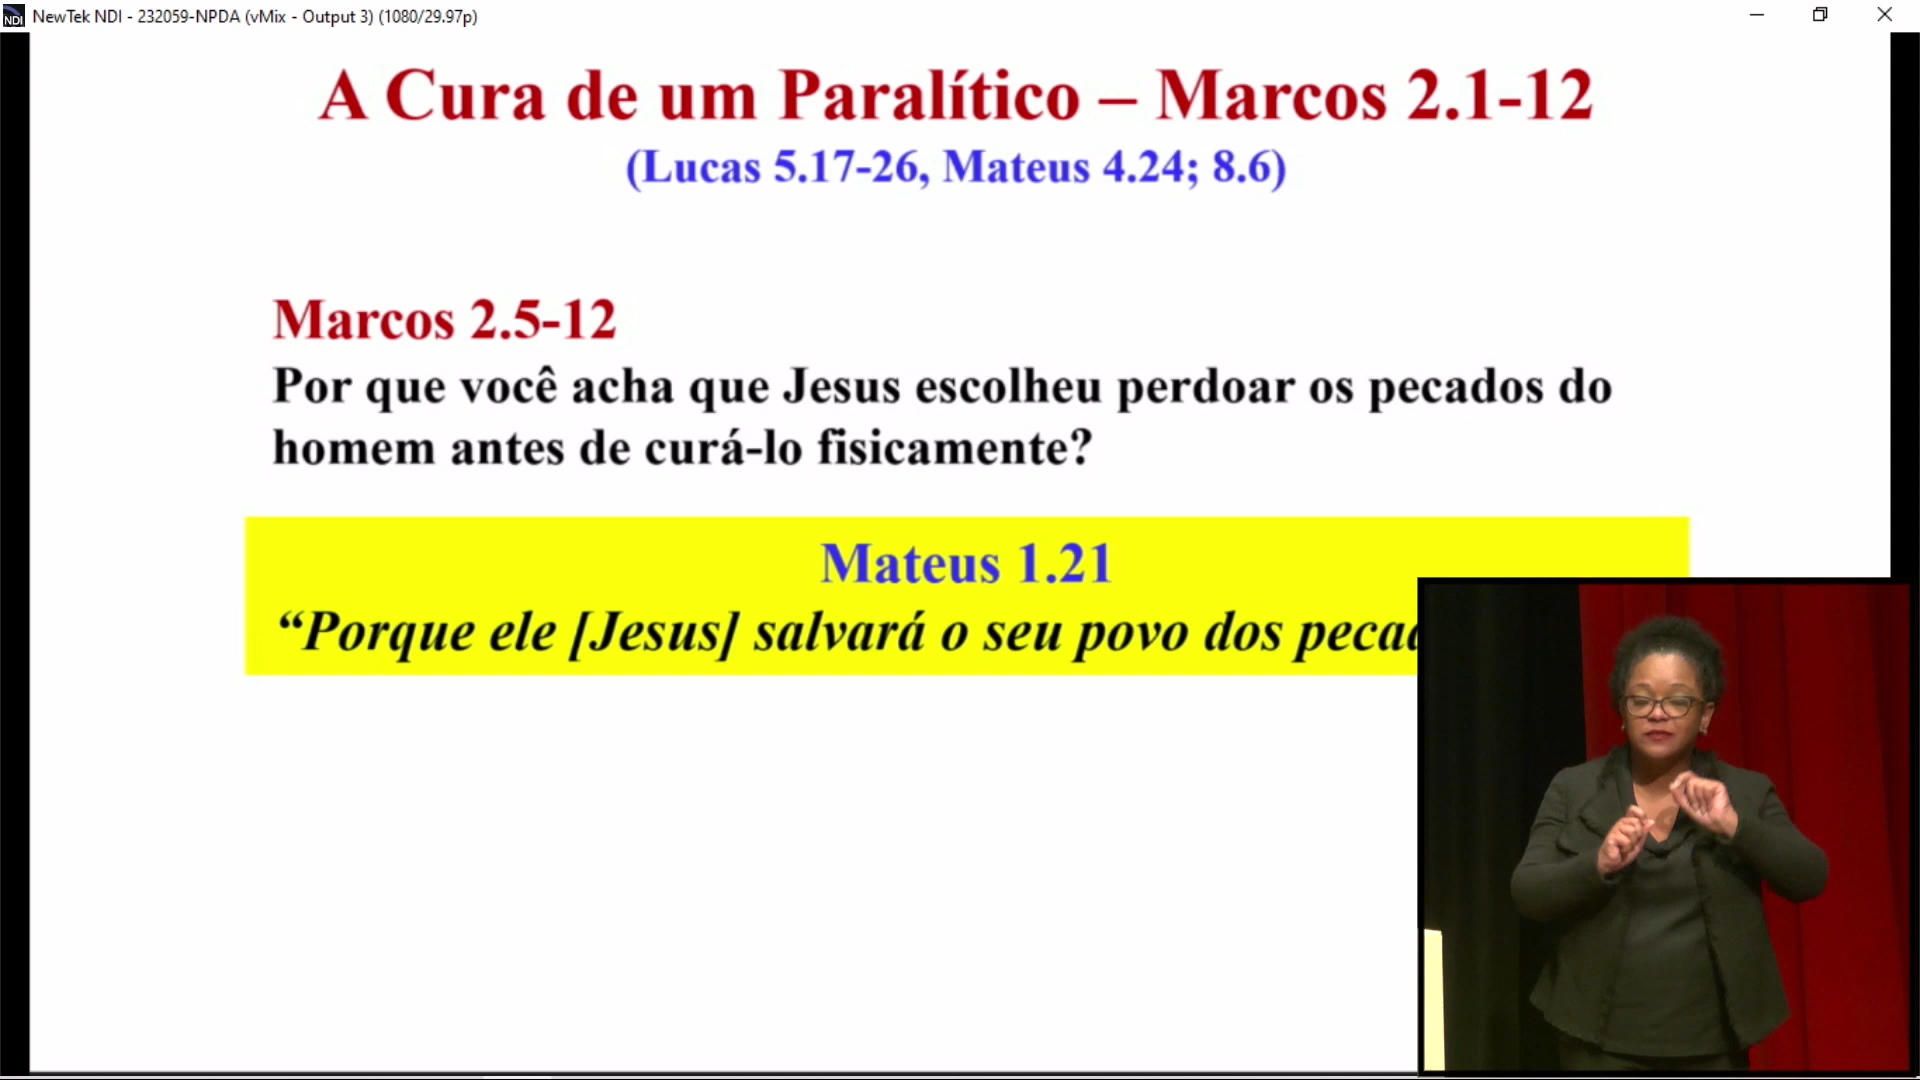 NDI NewTek NDI - 232059-NPDA (vMix - Output 3) (1080/29.97p)
A Cura de um Paralítico – Marcos 2.1-12
(Lucas 5.17-26, Mateus 4.24; 8.6)
Marcos 2.5-12
Por que você acha que Jesus escolheu perdoar os pecados do
homem antes de curá-lo fisicamente?
Mateus 1.21
“Porque ele [Jesus] salvará o seu povo dos